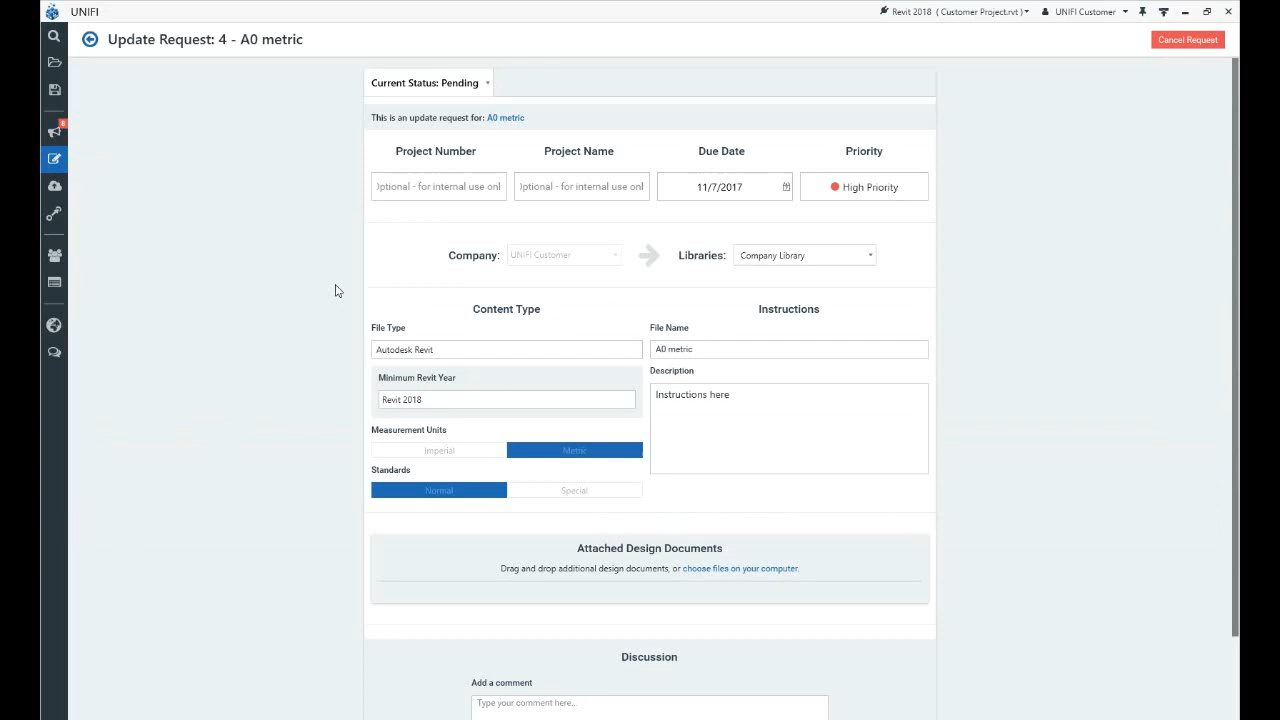 UNIFI
Revit 2018 ( Customer Project.rvt )
UNIFI Customer
Update Request: 4 - A0 metric
Cancel Request
8
Current Status: Pending
This is an update request for: A0 metric
Project Number
Project Name
Due Date
Priority
Optional - for internal use onl
Optional - for internal use onl
11/7/2017
High Priority
Company:
UNIFI Customer
Libraries:
Company Library
Content Type
Instructions
File Type
File Name
Autodesk Revit
A0 metric
Minimum Revit Year
Description
Revit 2018
Instructions here
Measurement Units
Imperial
Metric
Standards
Normal
Special
Attached Design Documents
Drag and drop additional design documents, or choose files on your computer.
Discussion
Add a comment
Type your comment here...